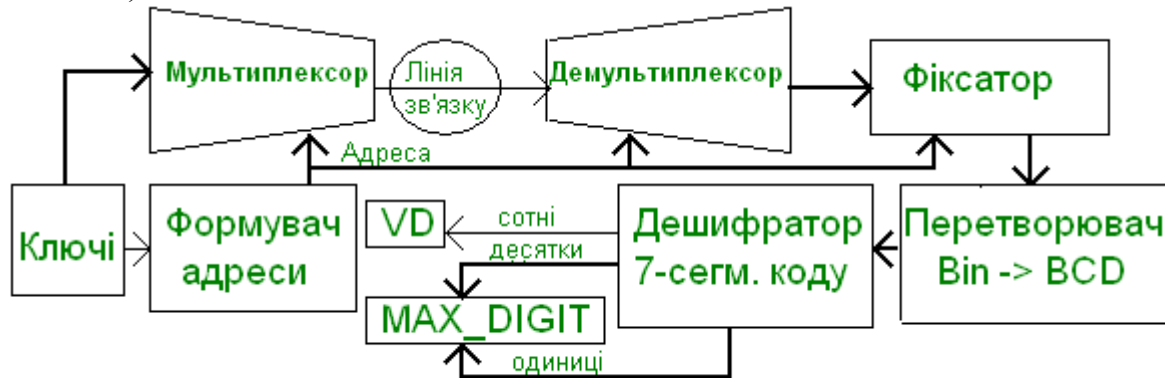 Мультиплексор
Лінія
зв'язку
Демультиплексор
Фіксатор
Адреса
Ключі
Формувач
адреси
VD
сотні
десятки
MAX_DIGIT
одиниці
Дешифратор
7-сегм. коду
Перетворювач
Bin -> BCD